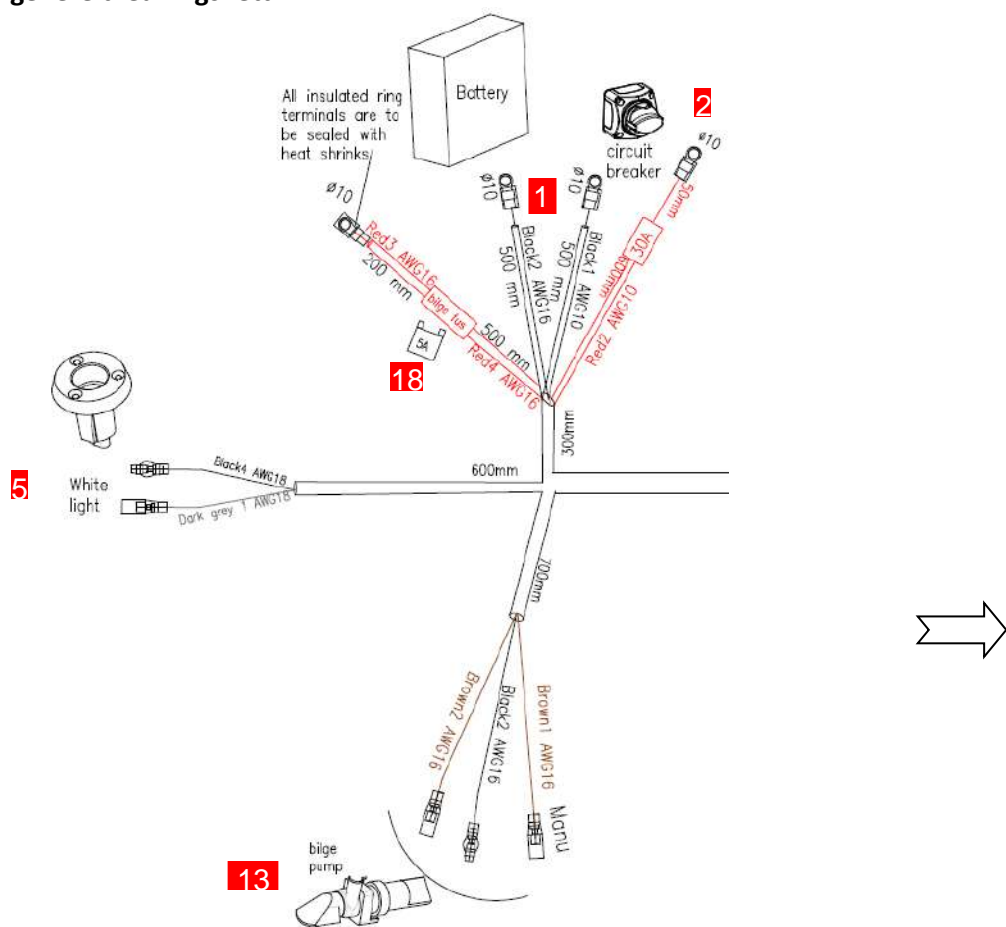 All insulated ring
terminals are to
be sealed with
heat shrinks
Battery
circuit
breaker
2
ø10
50mm
30A
600mm
Red2 AWG10
ø10
1
ø10
Black2 AWG16
500 mm
Black1 AWG10
500 mm
ø10
Red3 AWG16
200 mm
bilge fus
500 mm
Red4 AWG16
5A
18
300mm
600mm
5
White
light
Black4 AWG18
Dark grey 1 AWG18
700mm
Brown2 AWG16
Black2 AWG16
Brown1 AWG16
Manu
bilge
pump
13